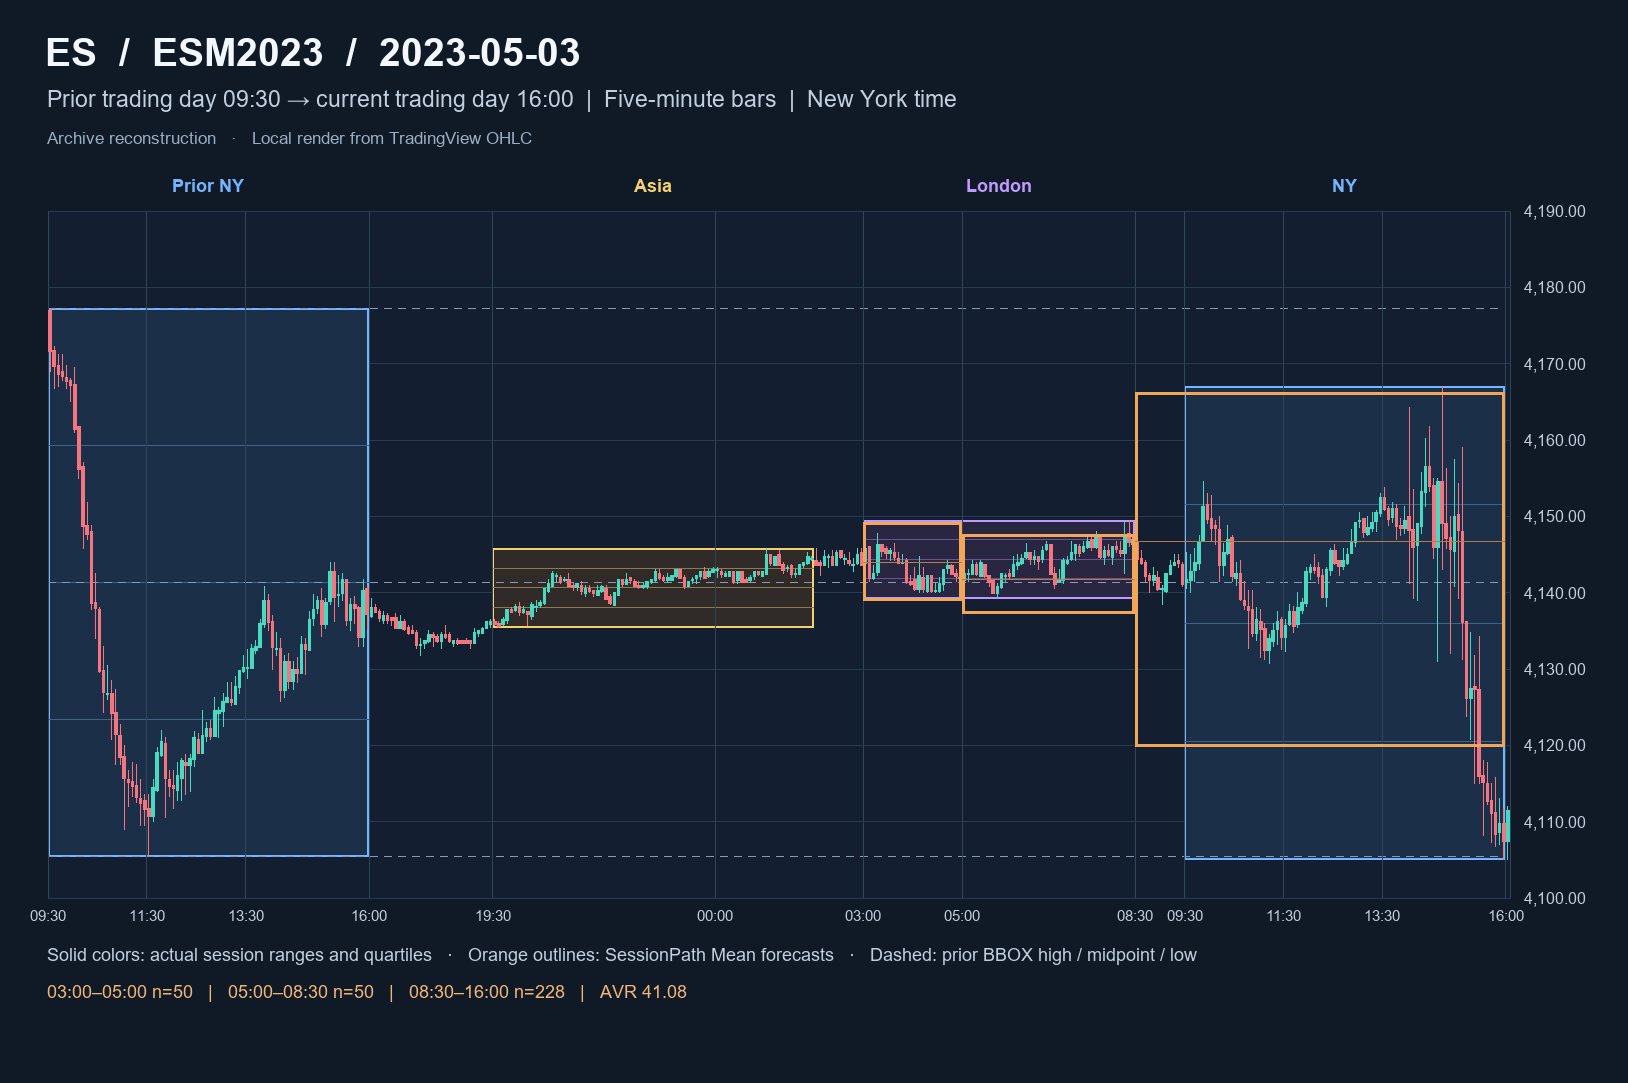 ES / ESM2023 / 2023-05-03
Prior trading day 09:30 → current trading day 16:00 | Five-minute bars | New York time
Archive reconstruction · Local render from TradingView OHLC
Prior NY Asia London NY
4,190.00
4,180.00
4,170.00
4,160.00
4,150.00
4,140.00
4,130.00
4,120.00
4,110.00
4,100.00
09:30 11:30 13:30 16:00 19:30 00:00 03:00 05:00 08:30 09:30 11:30 13:30 16:00
Solid colors: actual session ranges and quartiles · Orange outlines: SessionPath Mean forecasts · Dashed: prior BBOX high / midpoint / low
03:00–05:00 n=50 | 05:00–08:30 n=50 | 08:30–16:00 n=228 | AVR 41.08